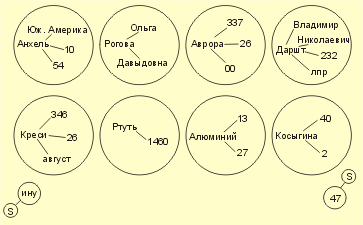 Юж. Америка
Анхель
10
54
Ольга
Рогова
Давыдовна
337
Аврора
26
00
Владимир
Николаевич
Даршт
232
лпр
346
Креси
26
август
Ртуть
1460
13
Алюминий
27
40
Косыгина
2
ину
S
S
47